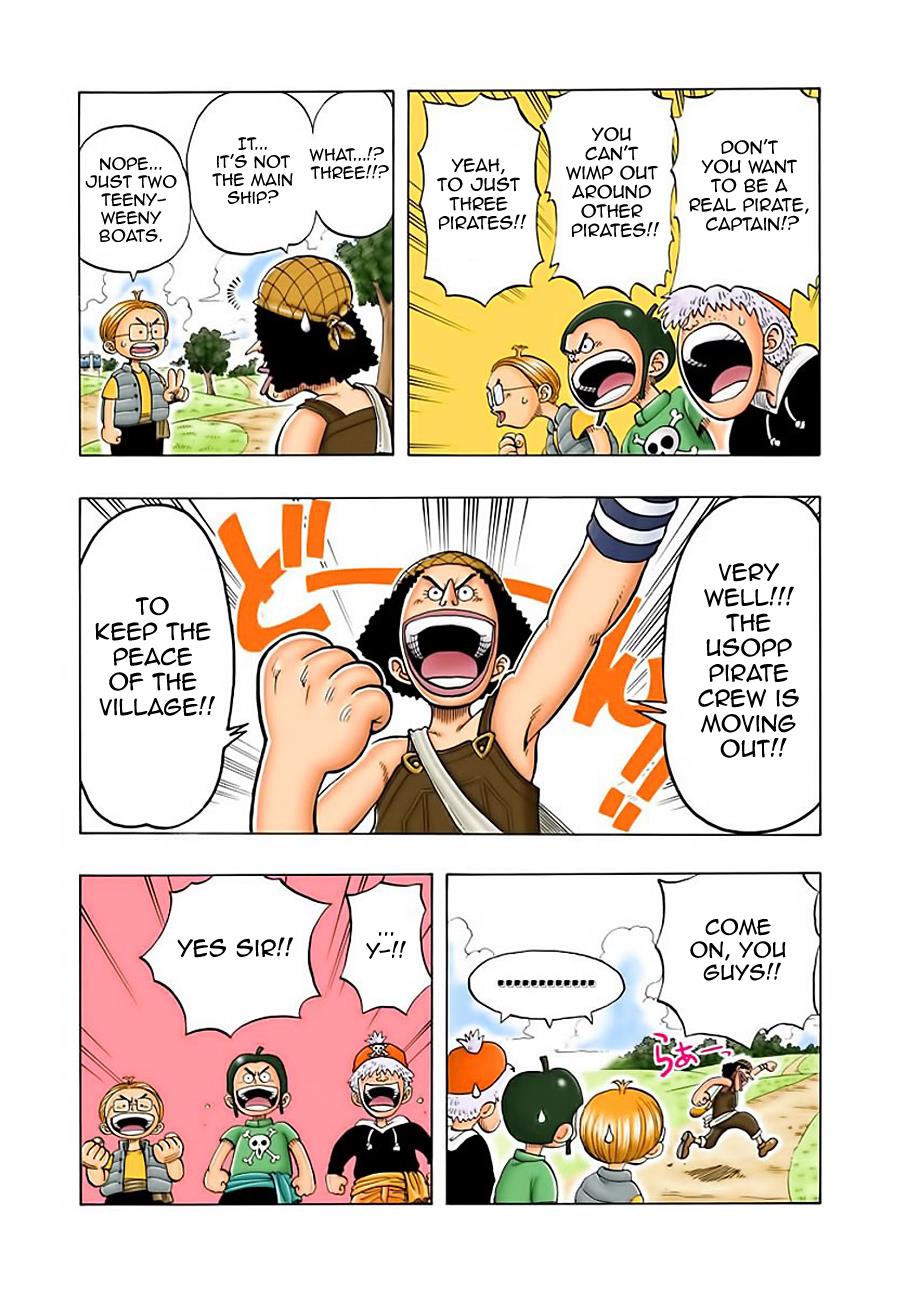 DON'T
YOU WANT
TO BE A
REAL PIRATE,
CAPTAIN!?
YOU
CAN'T
WIMP OUT
AROUND
OTHER
PIRATES!!
YEAH,
TO JUST
THREE
PIRATES!!
WHAT...!?
THREE!!?
IT...
IT'S NOT
THE MAIN
SHIP?
NOPE...
JUST TWO
TEENY-
WEENY
BOATS.
VERY
WELL!!!
THE
USOPP
PIRATE
CREW IS
MOVING
OUT!!
どーん!!
TO
KEEP THE
PEACE
OF THE
VILLAGE!!
COME
ON, YOU
GUYS!!
らぁーっ
............
...
Y-!!
YES SIR!!